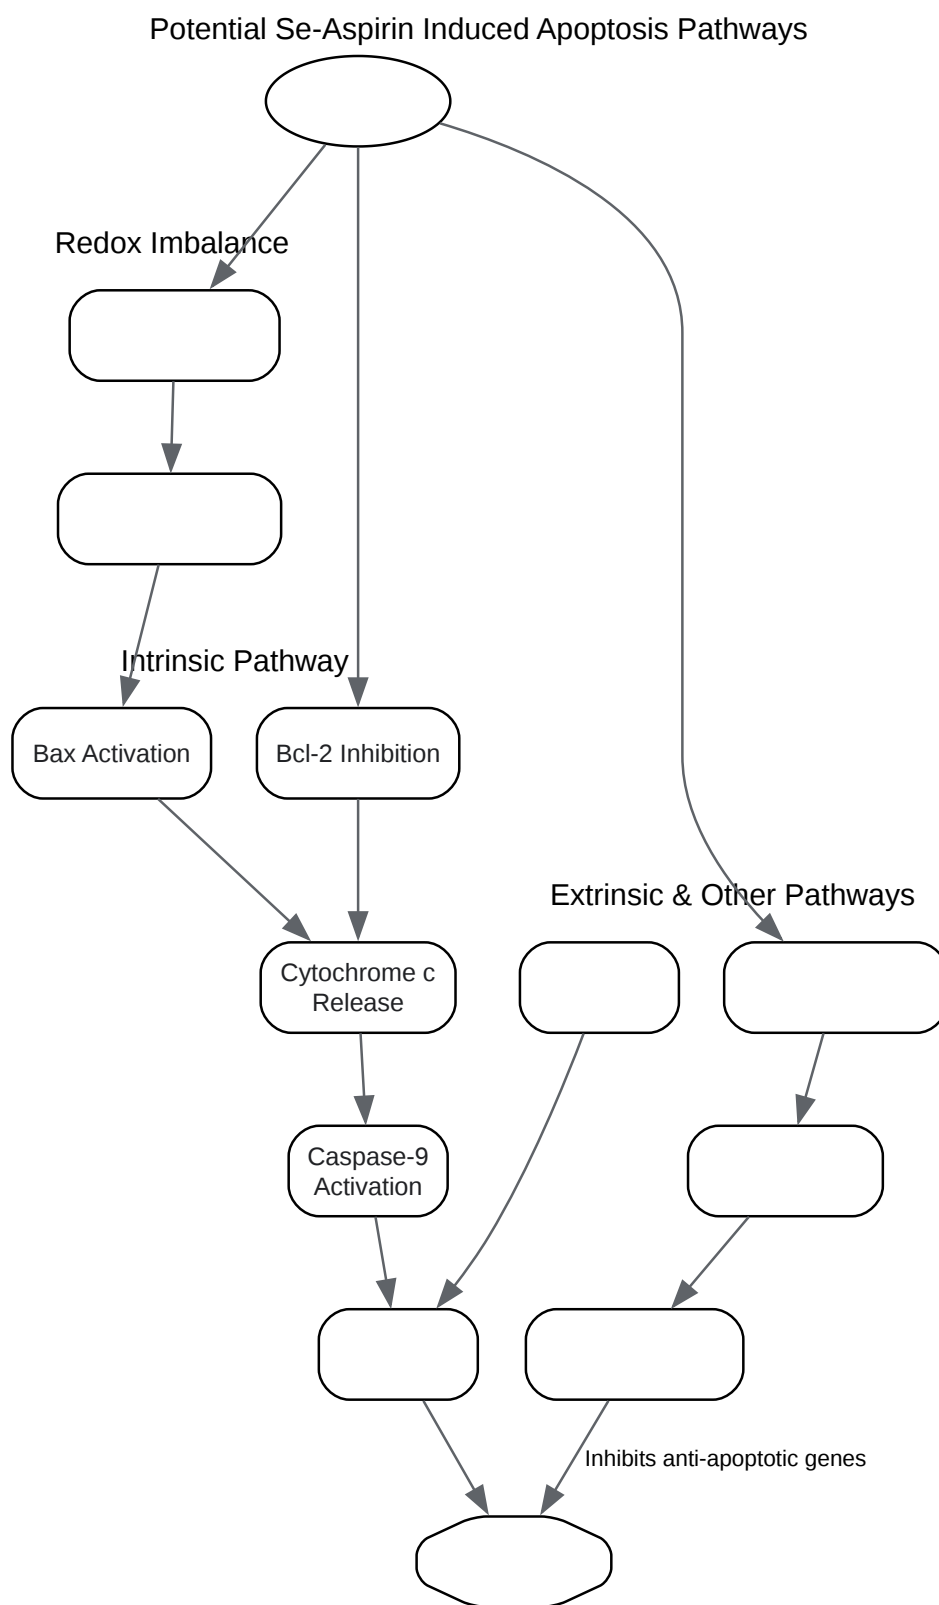 Potential Se-Aspirin Induced Apoptosis Pathways
Redox Imbalance
Intrinsic Pathway
Bax Activation
Bcl-2 Inhibition
Extrinsic & Other Pathways
Cytochrome c
Release
Caspase-9
Activation
Inhibits anti-apoptotic genes